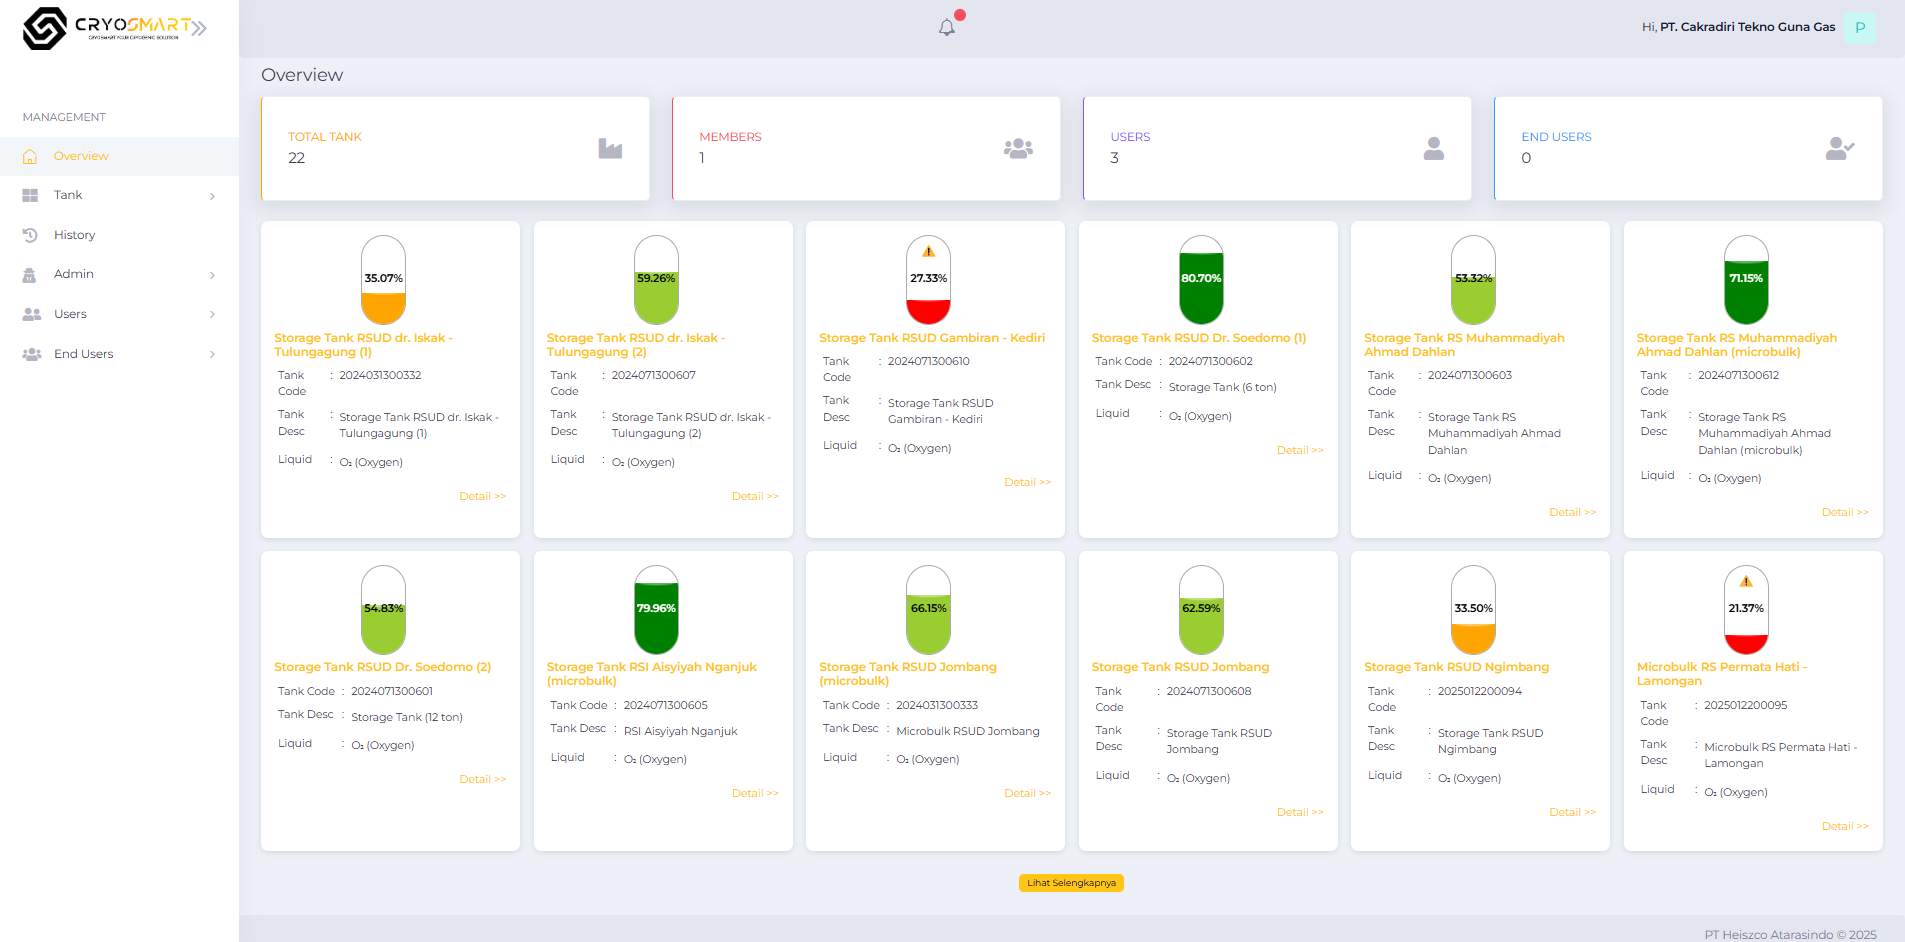 CRYOSMART
CRYOSMART YOUR CRYOGENIC SOLUTION
Hi, PT. Cakradiri Tekno Guna Gas
P
MANAGEMENT
Overview
Tank
History
Admin
Users
End Users
Overview
TOTAL TANK
22
MEMBERS
1
USERS
3
END USERS
0
35.07%
Storage Tank RSUD dr. Iskak -
Tulungagung (1)
Tank
Code
: 2024031300332
Tank
Desc
: Storage Tank RSUD dr. Iskak -
Tulungagung (1)
Liquid : O₂ (Oxygen)
Detail >>
59.26%
Storage Tank RSUD dr. Iskak -
Tulungagung (2)
Tank
Code
: 2024071300607
Tank
Desc
: Storage Tank RSUD dr. Iskak -
Tulungagung (2)
Liquid : O₂ (Oxygen)
Detail >>
27.33%
Storage Tank RSUD Gambiran - Kediri
Tank
Code
: 2024071300610
Tank
Desc
: Storage Tank RSUD
Gambiran - Kediri
Liquid : O₂ (Oxygen)
Detail >>
80.70%
Storage Tank RSUD Dr. Soedomo (1)
Tank Code : 2024071300602
Tank Desc : Storage Tank (6 ton)
Liquid : O₂ (Oxygen)
Detail >>
53.32%
Storage Tank RS Muhammadiyah
Ahmad Dahlan
Tank
Code
: 2024071300603
Tank
Desc
: Storage Tank RS
Muhammadiyah Ahmad
Dahlan
Liquid : O₂ (Oxygen)
Detail >>
71.15%
Storage Tank RS Muhammadiyah
Ahmad Dahlan (microbulk)
Tank
Code
: 2024071300612
Tank
Desc
: Storage Tank RS
Muhammadiyah Ahmad
Dahlan (microbulk)
Liquid : O₂ (Oxygen)
Detail >>
54.83%
Storage Tank RSUD Dr. Soedomo (2)
Tank Code : 2024071300601
Tank Desc : Storage Tank (12 ton)
Liquid : O₂ (Oxygen)
Detail >>
79.96%
Storage Tank RSI Aisyiyah Nganjuk
(microbulk)
Tank Code : 2024071300605
Tank Desc : RSI Aisyiyah Nganjuk
Liquid : O₂ (Oxygen)
Detail >>
66.15%
Storage Tank RSUD Jombang
(microbulk)
Tank Code : 2024031300333
Tank Desc : Microbulk RSUD Jombang
Liquid : O₂ (Oxygen)
Detail >>
62.59%
Storage Tank RSUD Jombang
Tank
Code
: 2024071300608
Tank
Desc
: Storage Tank RSUD
Jombang
Liquid : O₂ (Oxygen)
Detail >>
33.50%
Storage Tank RSUD Ngimbang
Tank
Code
: 2025012200094
Tank
Desc
: Storage Tank RSUD
Ngimbang
Liquid : O₂ (Oxygen)
Detail >>
21.37%
Microbulk RS Permata Hati -
Lamongan
Tank
Code
: 2025012200095
Tank
Desc
: Microbulk RS Permata Hati -
Lamongan
Liquid : O₂ (Oxygen)
Detail >>
Lihat Selengkapnya
PT Heiszco Atarasindo © 2025